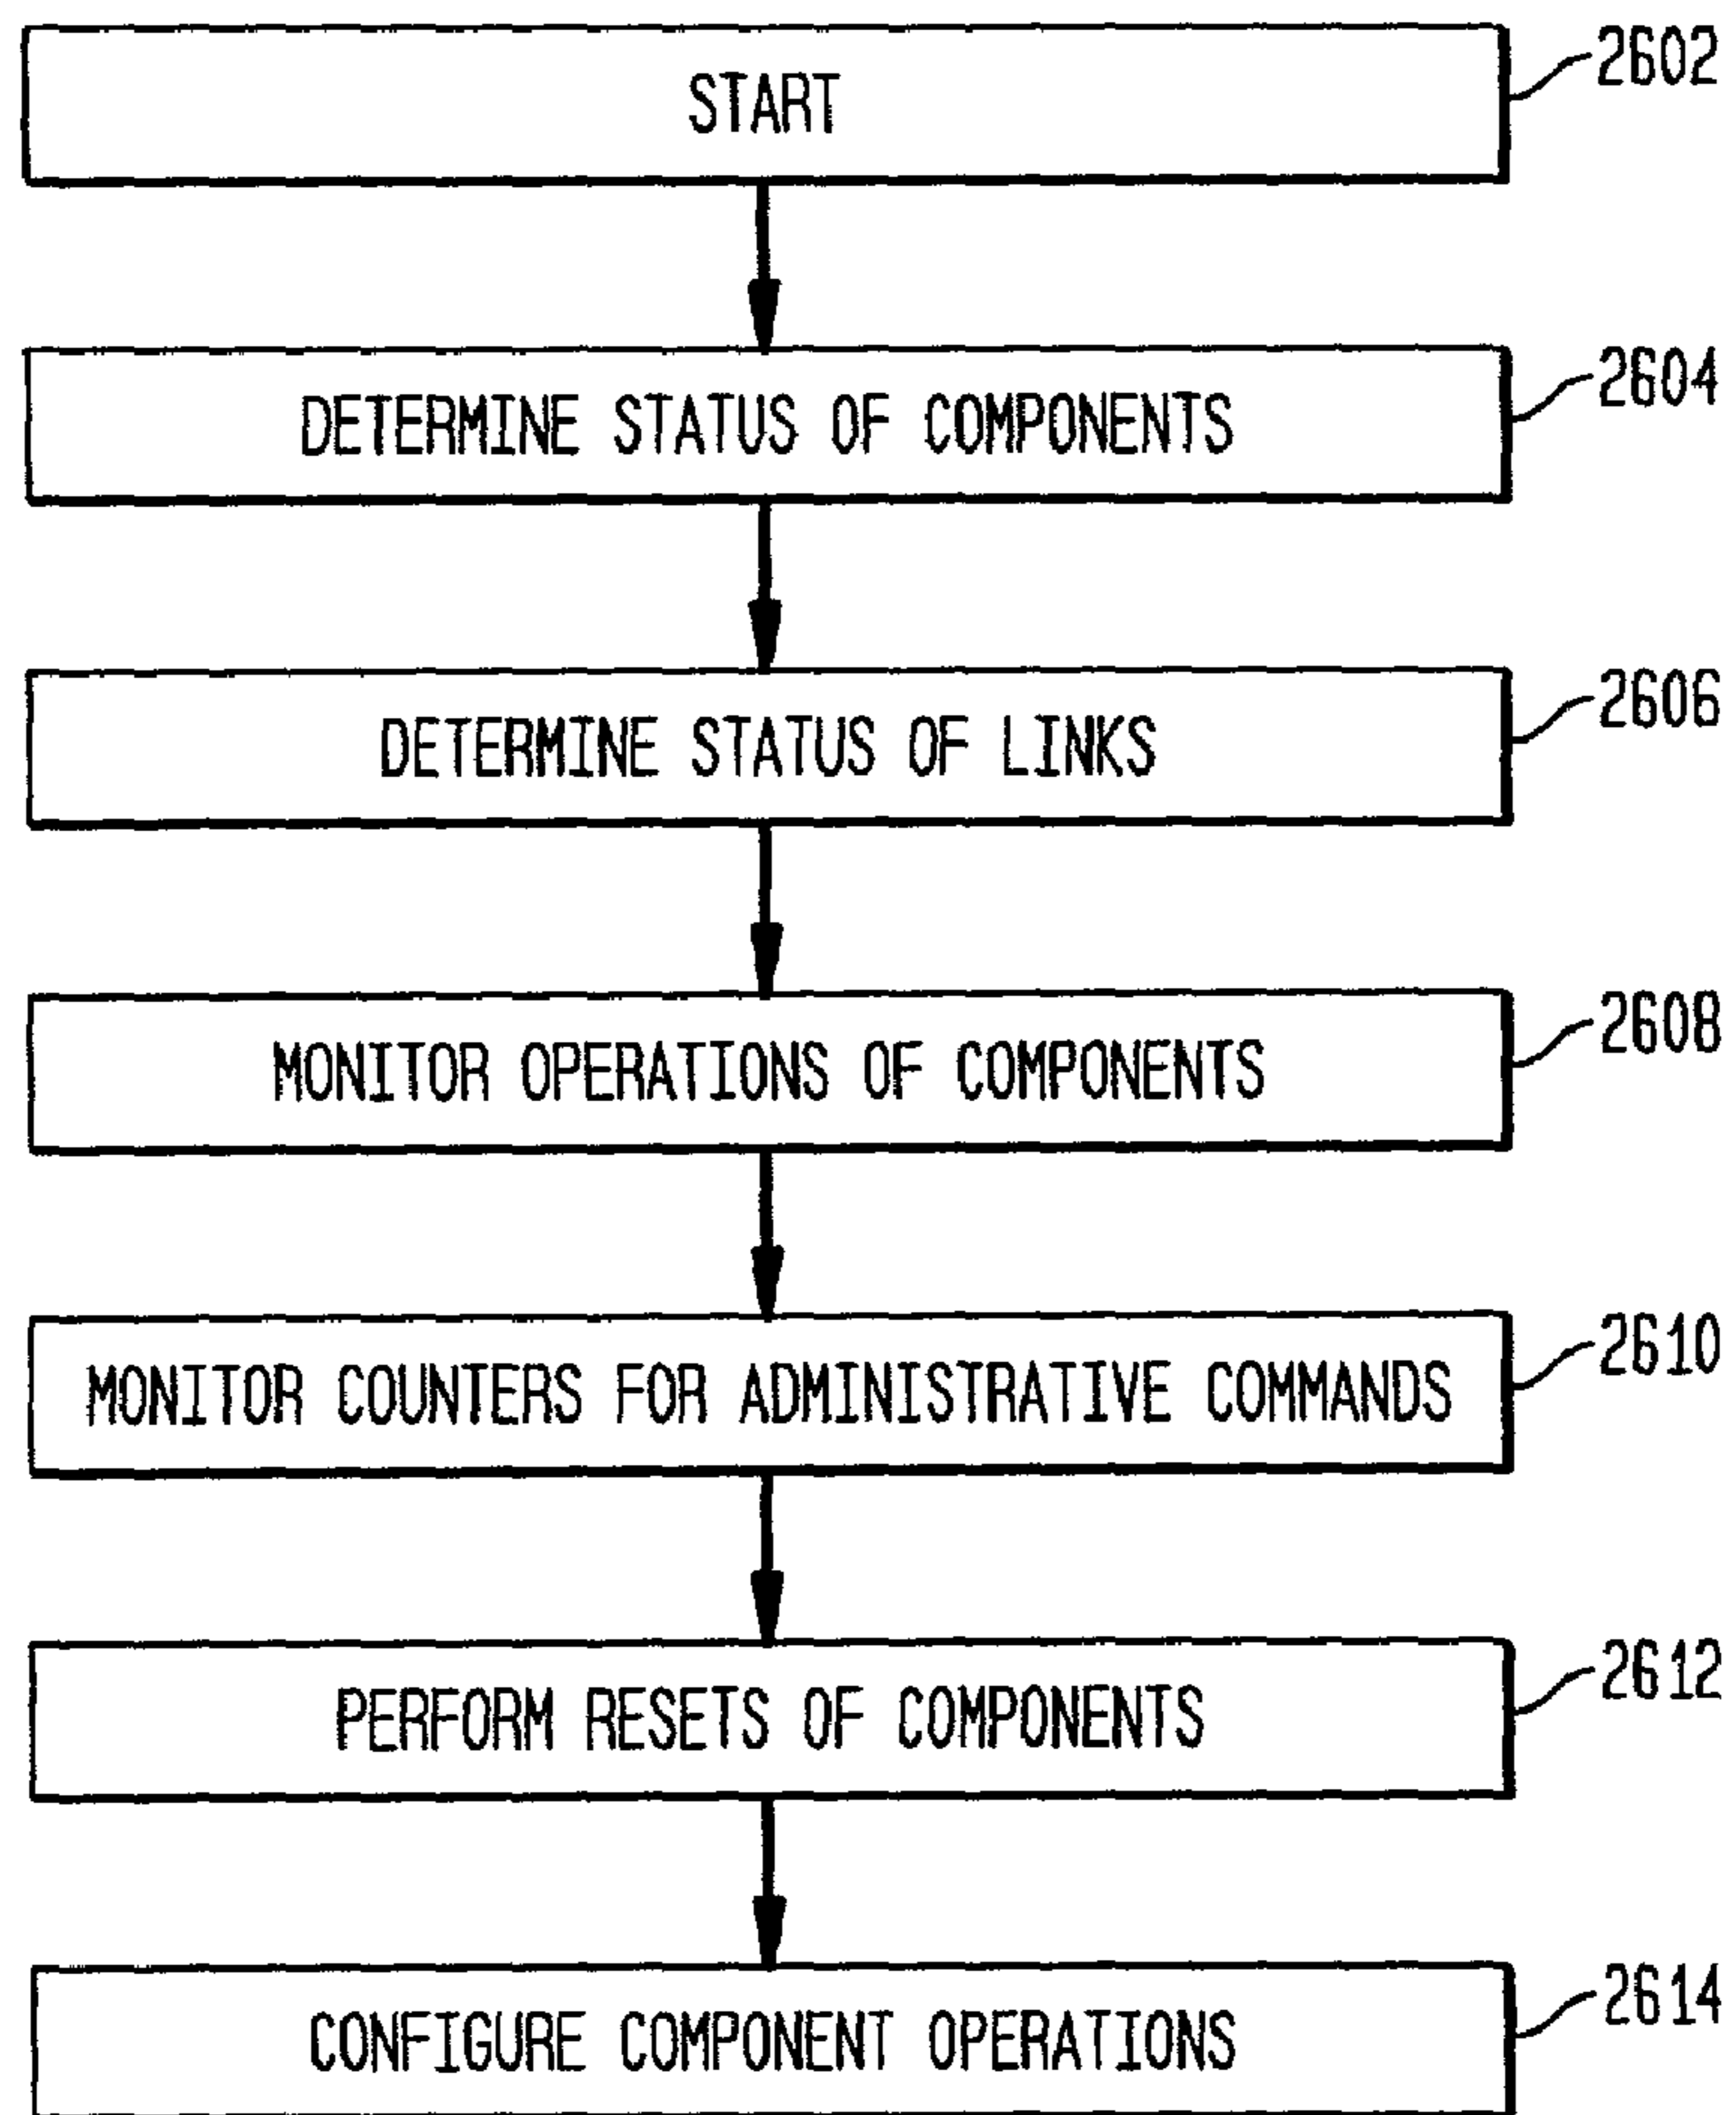 START
2602
DETERMINE STATUS OF COMPONENTS
2604
DETERMINE STATUS OF LINKS
2606
MONITOR OPERATIONS OF COMPONENTS
2608
MONITOR COUNTERS FOR ADMINISTRATIVE COMMANDS
2610
PERFORM RESETS OF COMPONENTS
2612
CONFIGURE COMPONENT OPERATIONS
2614